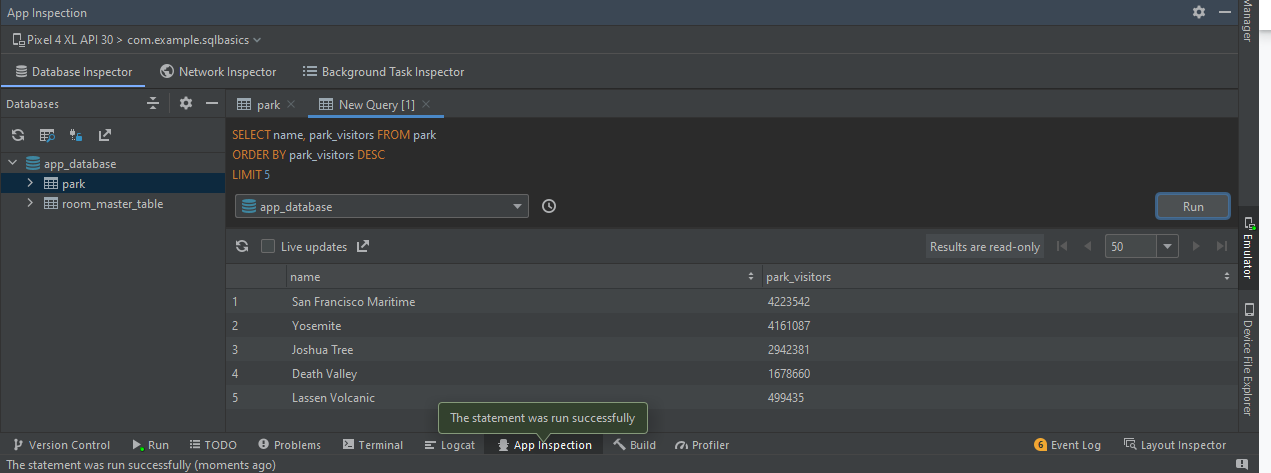 App Inspection
Pixel 4 XL API 30 > com.example.sqlbasics
Database Inspector Network Inspector Background Task Inspector
Databases park New Query [1]
SELECT name, park_visitors FROM park
ORDER BY park_visitors DESC
LIMIT 5
app_database
park
room_master_table
app_database Run
Live updates Results are read-only 50
name park_visitors
1 San Francisco Maritime 4223542
2 Yosemite 4161087
3 Joshua Tree 2942381
4 Death Valley 1678660
5 Lassen Volcanic 499435
The statement was run successfully
Version Control Run TODO Problems Terminal Logcat App Inspection Build Profiler 6 Event Log Layout Inspector
The statement was run successfully (moments ago)
Manager
Emulator
Device File Explorer